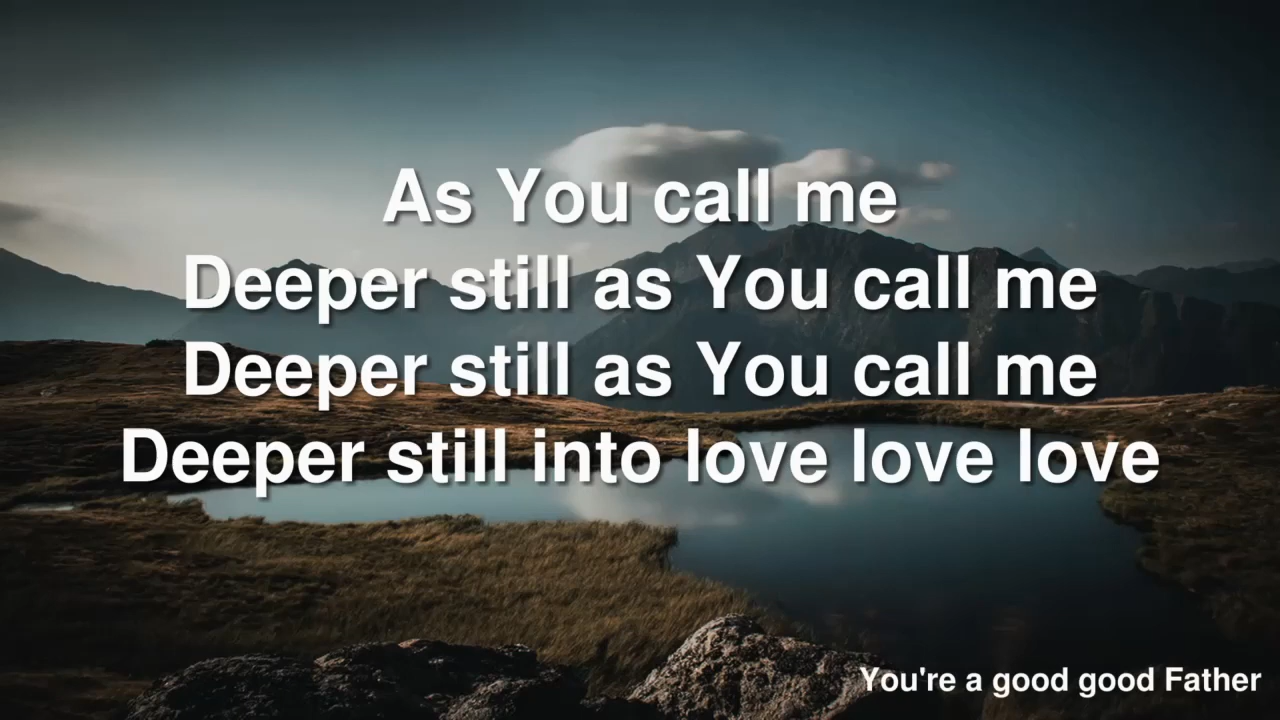 As You call me
Deeper still as You call me
Deeper still as You call me
Deeper still into love love love
You're a good good Father